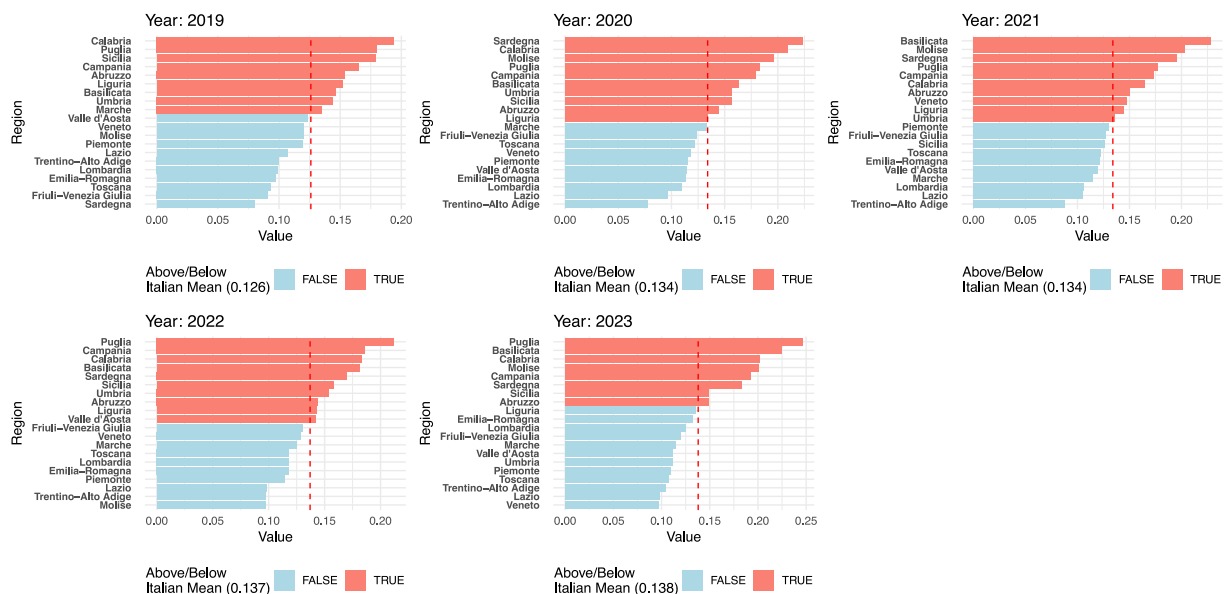 Year: 2019
Region
Calabria
Puglia
Sicilia
Campania
Abruzzo
Liguria
Basilicata
Umbria
Marche
Valle d'Aosta
Veneto
Molise
Piemonte
Lazio
Trentino−Alto Adige
Lombardia
Emilia−Romagna
Toscana
Friuli−Venezia Giulia
Sardegna
0.00 0.05 0.10 0.15 0.20
Value
Above/Below
Italian Mean (0.126) FALSE TRUE
Year: 2020
Region
Sardegna
Calabria
Molise
Puglia
Campania
Basilicata
Umbria
Sicilia
Abruzzo
Liguria
Marche
Friuli−Venezia Giulia
Toscana
Veneto
Piemonte
Valle d'Aosta
Emilia−Romagna
Lombardia
Lazio
Trentino−Alto Adige
0.00 0.05 0.10 0.15 0.20
Value
Above/Below
Italian Mean (0.134) FALSE TRUE
Year: 2021
Region
Basilicata
Molise
Sardegna
Puglia
Campania
Calabria
Abruzzo
Veneto
Liguria
Umbria
Piemonte
Friuli−Venezia Giulia
Sicilia
Toscana
Emilia−Romagna
Valle d'Aosta
Marche
Lombardia
Lazio
Trentino−Alto Adige
0.00 0.05 0.10 0.15 0.20
Value
Above/Below
Italian Mean (0.134) FALSE TRUE
Year: 2022
Region
Puglia
Campania
Calabria
Basilicata
Sardegna
Sicilia
Umbria
Abruzzo
Liguria
Valle d'Aosta
Friuli−Venezia Giulia
Veneto
Marche
Toscana
Lombardia
Emilia−Romagna
Piemonte
Lazio
Trentino−Alto Adige
Molise
0.00 0.05 0.10 0.15 0.20
Value
Above/Below
Italian Mean (0.137) FALSE TRUE
Year: 2023
Region
Puglia
Basilicata
Calabria
Molise
Campania
Sardegna
Sicilia
Abruzzo
Liguria
Emilia−Romagna
Lombardia
Friuli−Venezia Giulia
Marche
Valle d'Aosta
Umbria
Piemonte
Toscana
Trentino−Alto Adige
Lazio
Veneto
0.00 0.05 0.10 0.15 0.20 0.25
Value
Above/Below
Italian Mean (0.138) FALSE TRUE